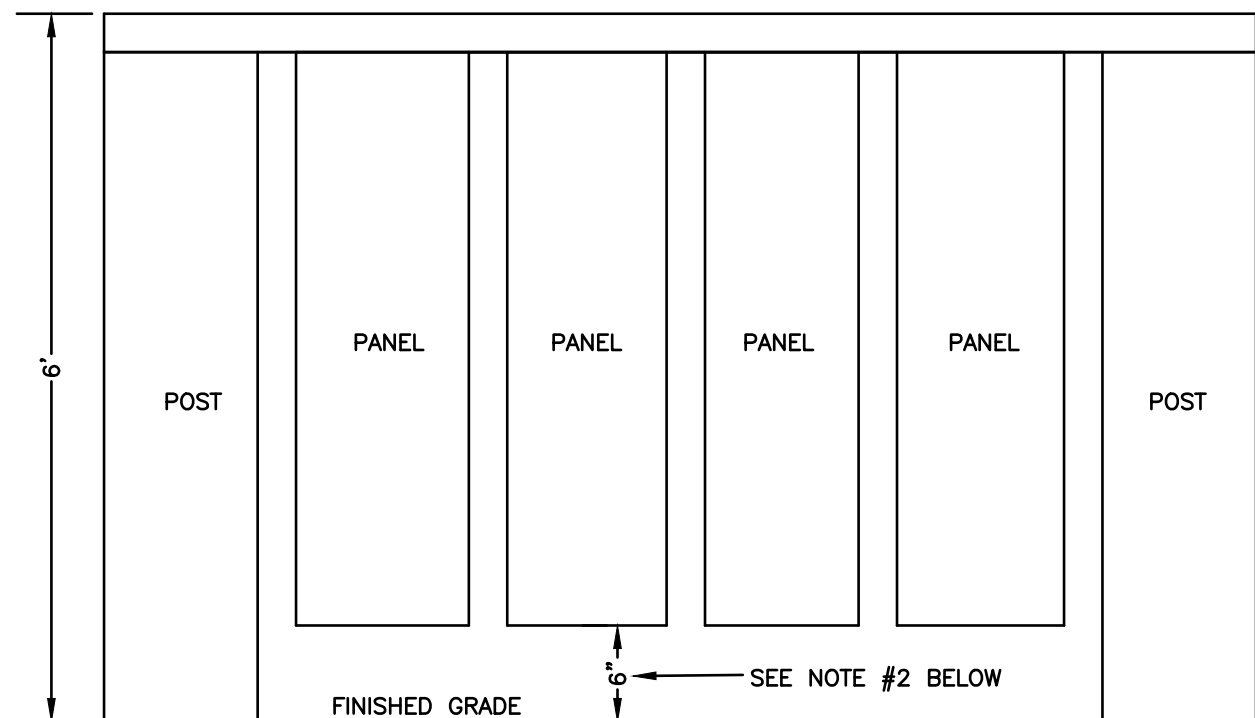 PANEL
PANEL
PANEL
PANEL
6'
POST
POST
6"
SEE NOTE #2 BELOW
FINISHED GRADE